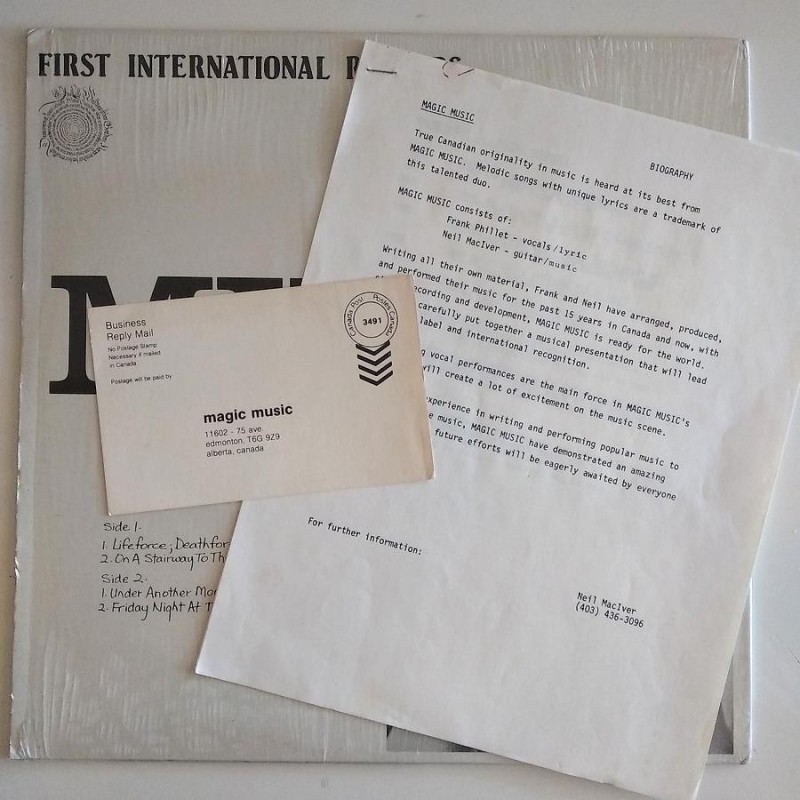 FIRST INTERNATIONAL
MAGIC MUSIC
BIOGRAPHY
True Canadian originality in music is heard at its best from
MAGIC MUSIC. Melodic songs with unique lyrics are a trademark of
this talented duo.
MAGIC MUSIC consists of:
Frank Phillet - vocals/lyric
Neil MacIver - guitar/music
Writing all their own material, Frank and Neil have arranged, produced,
and performed their music for the past 15 years in Canada and now, with
recording and development, MAGIC MUSIC is ready for the world.
carefully put together a musical presentation that will lead
label and international recognition.
vocal performances are the main force in MAGIC MUSIC's
will create a lot of excitement on the music scene.
experience in writing and performing popular music to
music, MAGIC MUSIC have demonstrated an amazing
future efforts will be eagerly awaited by everyone
For further information:
Neil MacIver
(403) 436-3096
Business
Reply Mail
No Postage Stamp
Necessary if mailed
in Canada
Postage will be paid by
Canada Post Postes Canada
3491
magic music
11602 - 75 ave
edmonton, T6G 9Z9
alberta, canada
Side 1-
1. Lifeforce; Deathfor
2. On A Stairway To Th
Side 2-
1. Under Another Mo
2. Friday Night At T